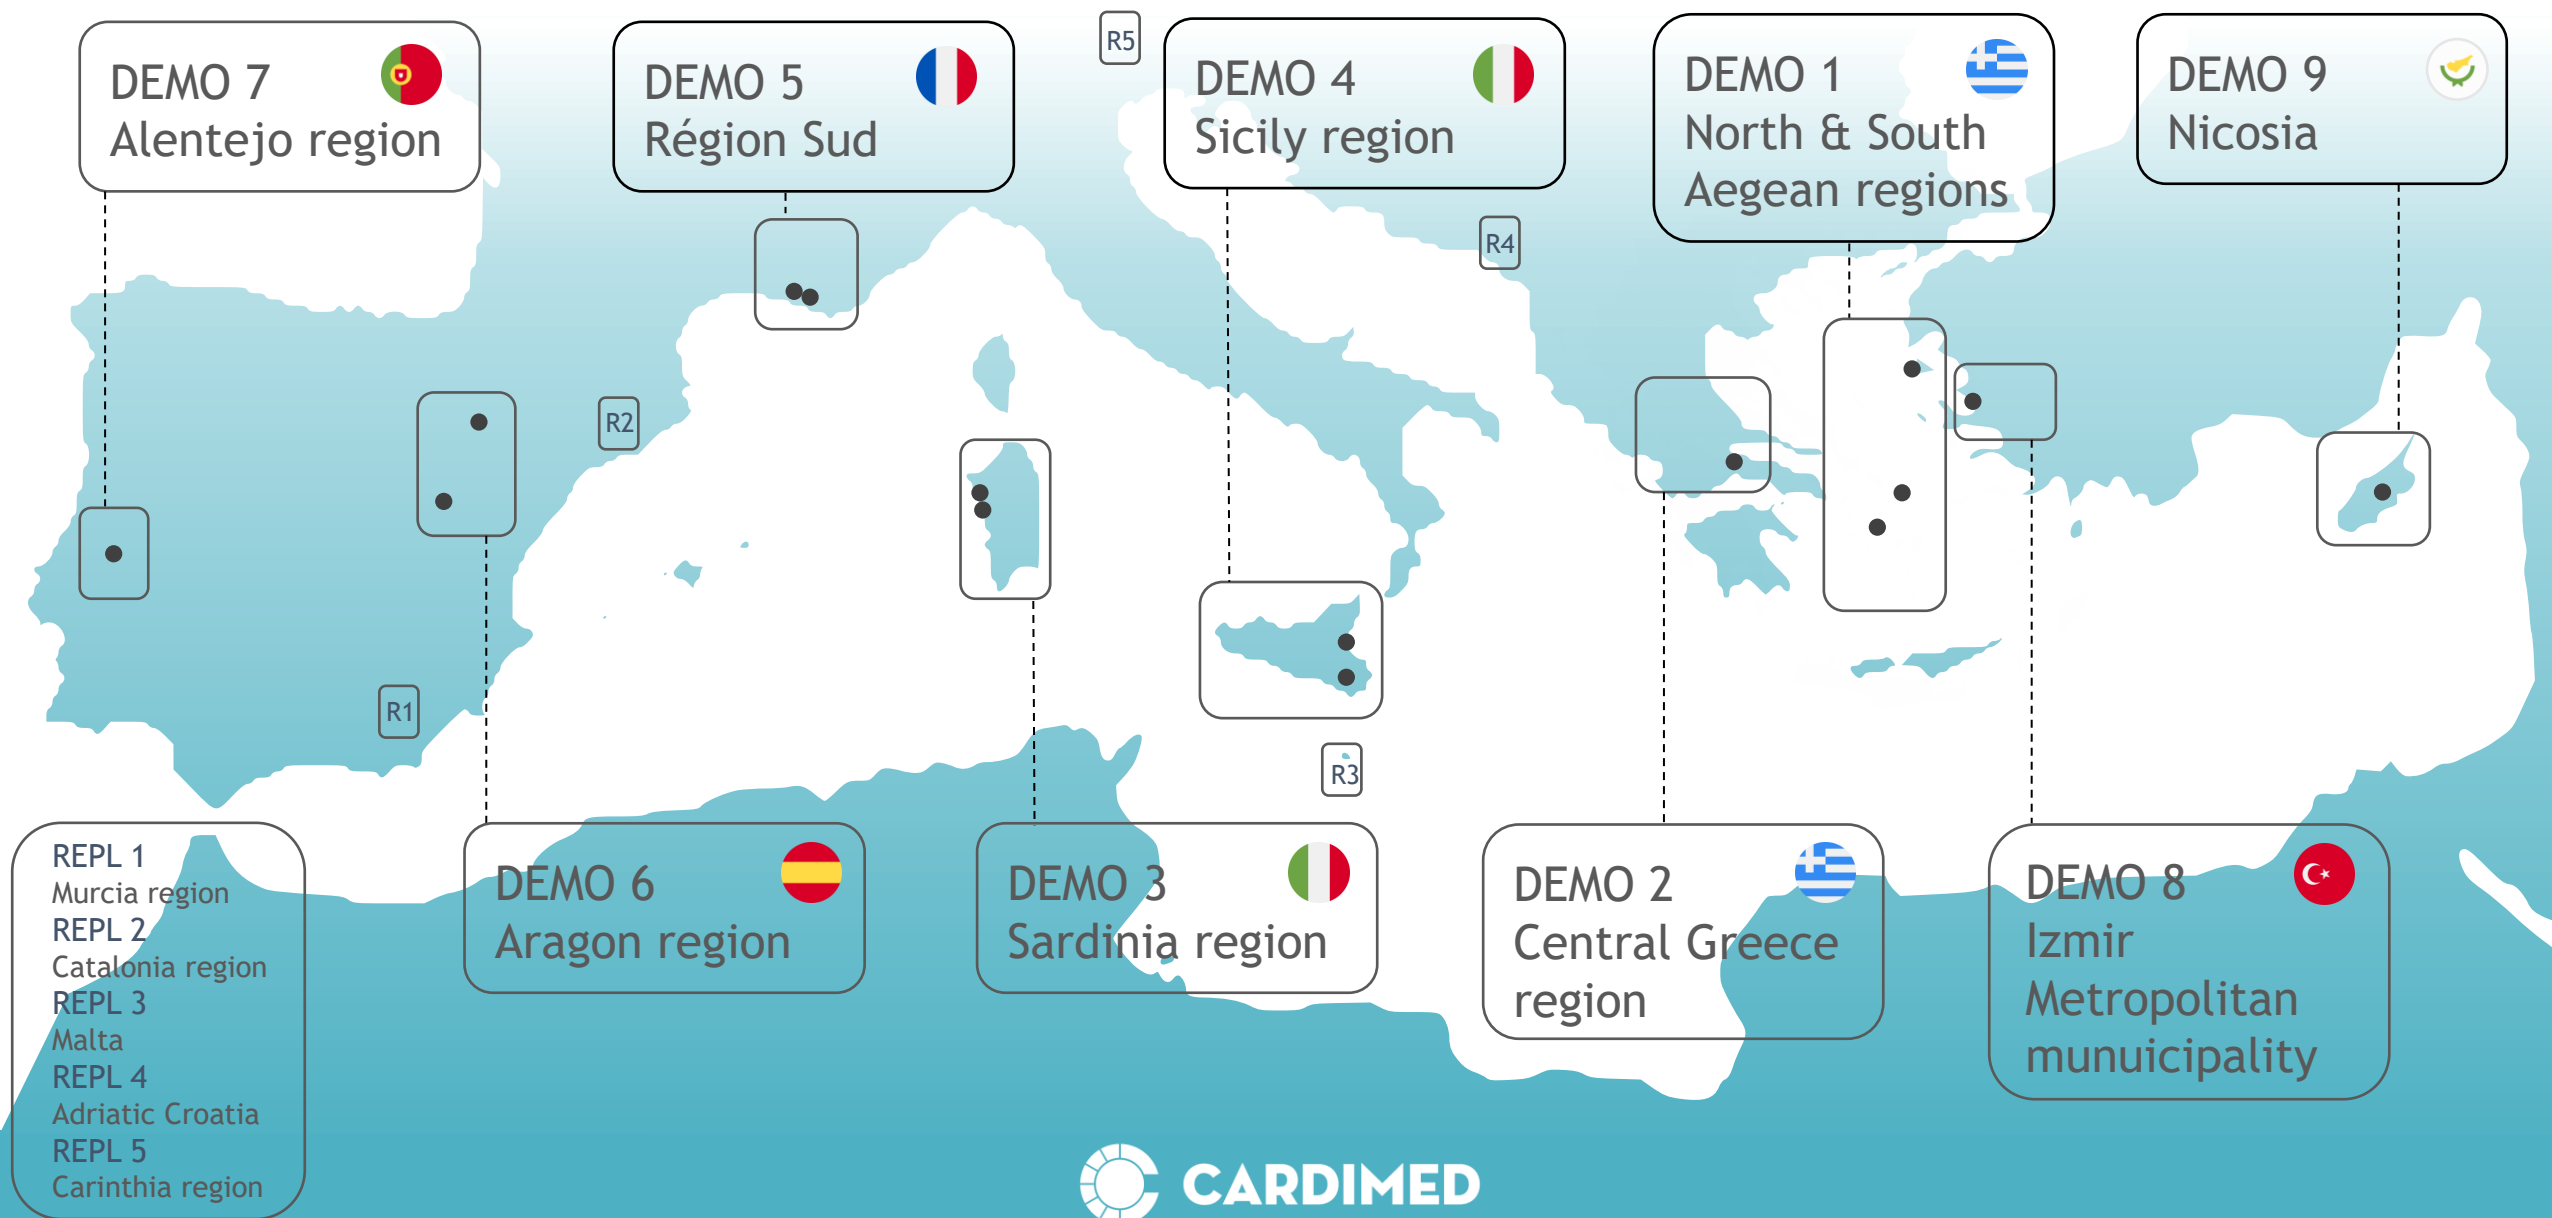 DEMO 7
Alentejo region
DEMO 5
Région Sud
R5
DEMO 4
Sicily region
DEMO 1
North & South
Aegean regions
DEMO 9
Nicosia
R4
R2
R1
R3
REPL 1
Murcia region
REPL 2
Catalonia region
REPL 3
Malta
REPL 4
Adriatic Croatia
REPL 5
Carinthia region
DEMO 6
Aragon region
DEMO 3
Sardinia region
DEMO 2
Central Greece
region
DEMO 8
Izmir
Metropolitan
munuicipality
CARDIMED